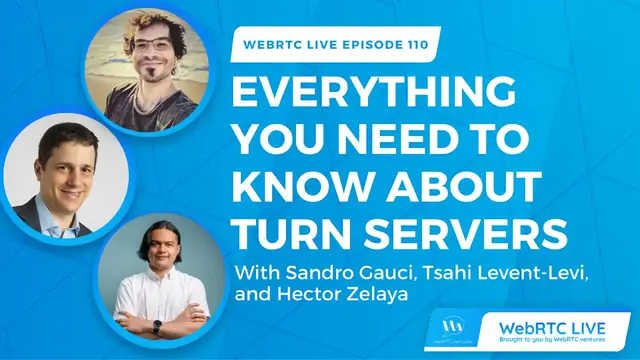 WEBRTC LIVE EPISODE 110
EVERYTHING
YOU NEED TO
KNOW ABOUT
TURN SERVERS
With Sandro Gauci, Tsahi Levent-Levi,
and Hector Zelaya
WebRTC LIVE
Brought to you by WebRTC.ventures